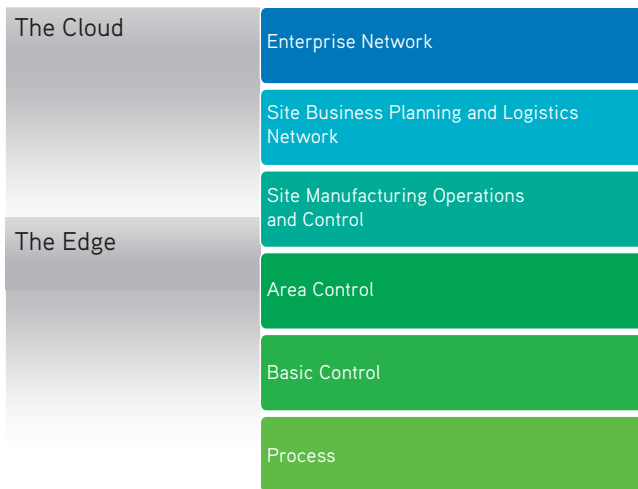 The Cloud
Enterprise Network
Site Business Planning and Logistics
Network
Site Manufacturing Operations
and Control
The Edge
Area Control
Basic Control
Process